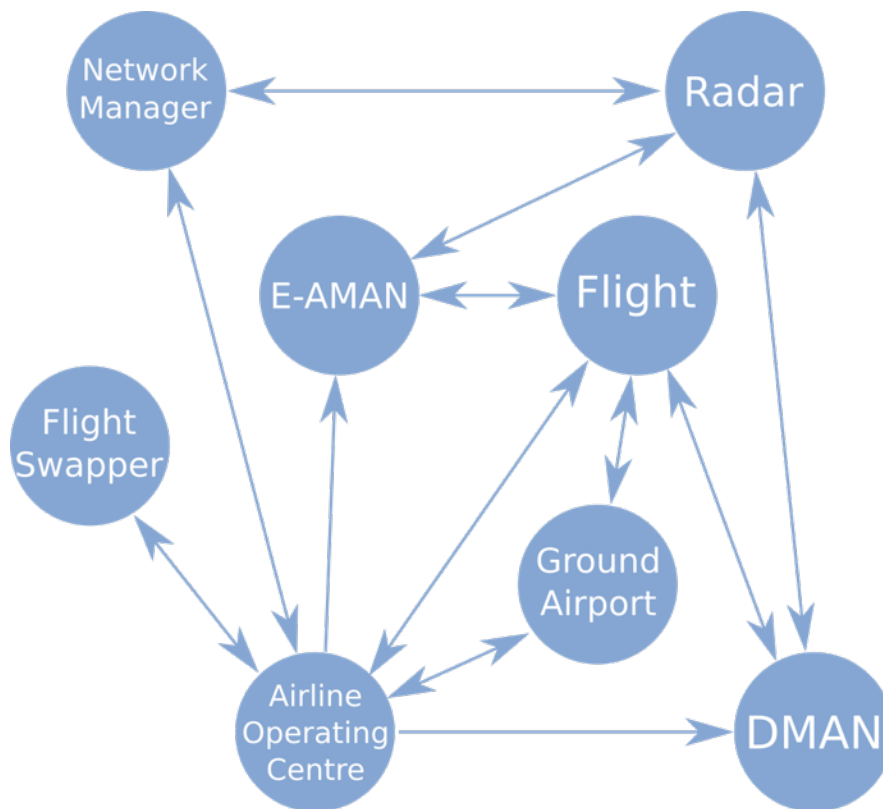 Network
Manager
Radar
E-AMAN
Flight
Flight
Swapper
Ground
Airport
Airline
Operating
Centre
DMAN